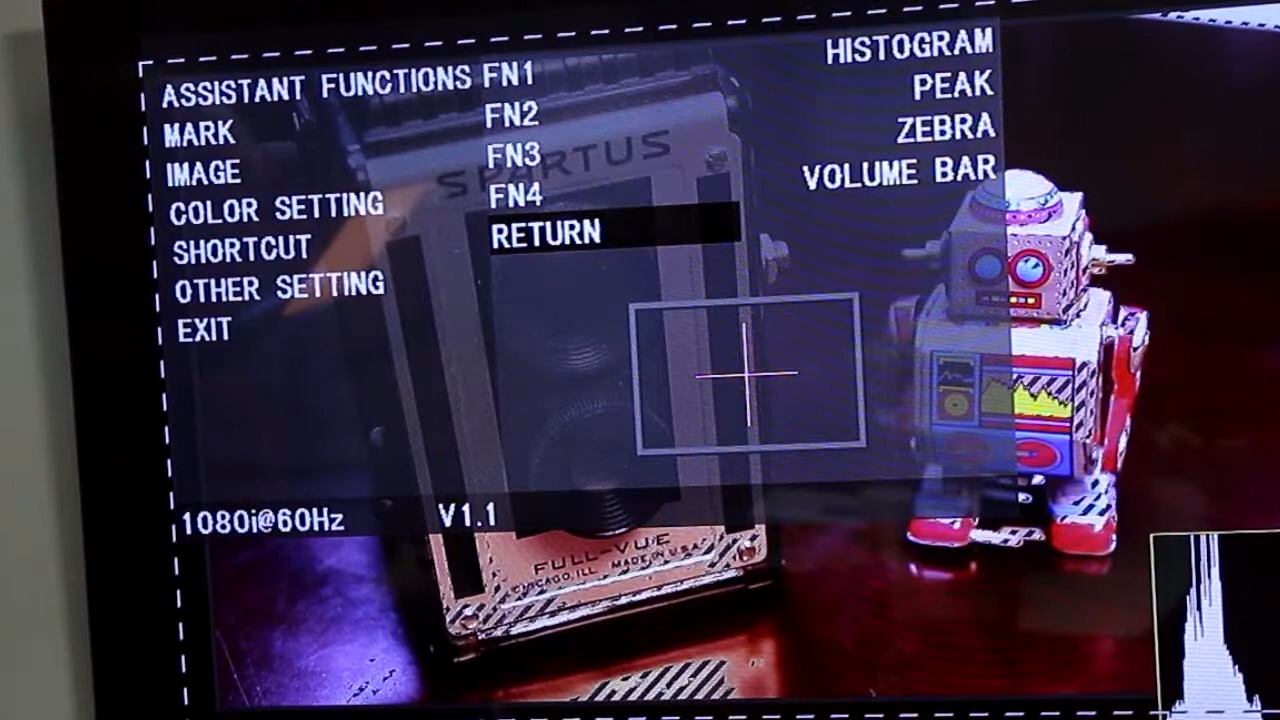 ASSISTANT FUNCTIONS FN1 HISTOGRAM
MARK FN2 PEAK
IMAGE FN3 ZEBRA
COLOR SETTING FN4 VOLUME BAR
SHORTCUT RETURN
OTHER SETTING
EXIT
1080i@60Hz V1.1
SPARTUS
FULL-VUE
CHICAGO, ILL MADE IN U.S.A.